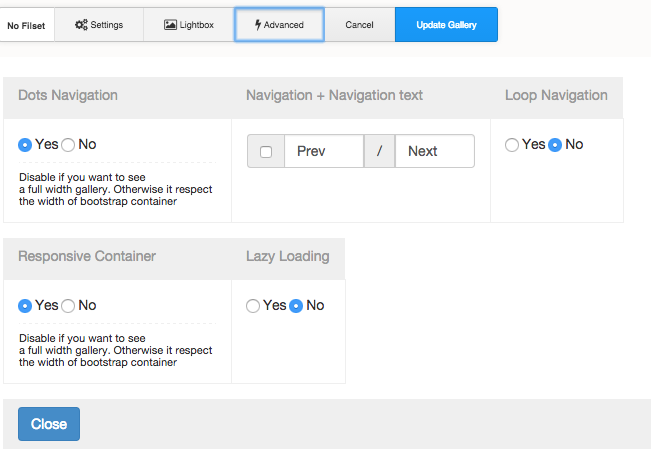 No Filset Settings Lightbox Advanced Cancel Update Gallery
Dots Navigation Navigation + Navigation text Loop Navigation
Yes No Prev / Next Yes No
Disable if you want to see
a full width gallery. Otherwise it respect
the width of bootstrap container
Responsive Container Lazy Loading
Yes No Yes No
Disable if you want to see
a full width gallery. Otherwise it respect
the width of bootstrap container
Close